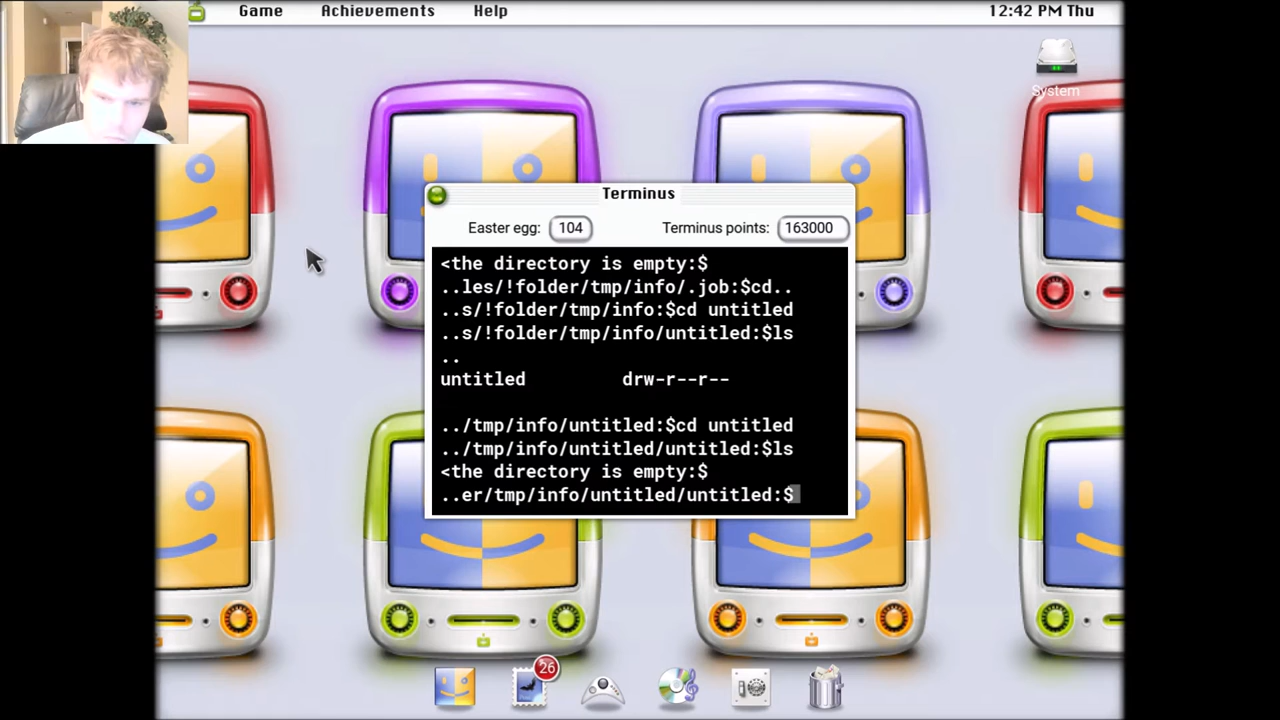 Game Achievements Help 12:42 PM Thu
System
Terminus
Easter egg: 104 Terminus points: 163000
<the directory is empty:$
..les/!folder/tmp/info/.job:$cd..
..s/!folder/tmp/info:$cd untitled
..s/!folder/tmp/info/untitled:$ls
..
untitled drw-r--r--
../tmp/info/untitled:$cd untitled
../tmp/info/untitled/untitled:$ls
<the directory is empty:$
..er/tmp/info/untitled/untitled:$
26